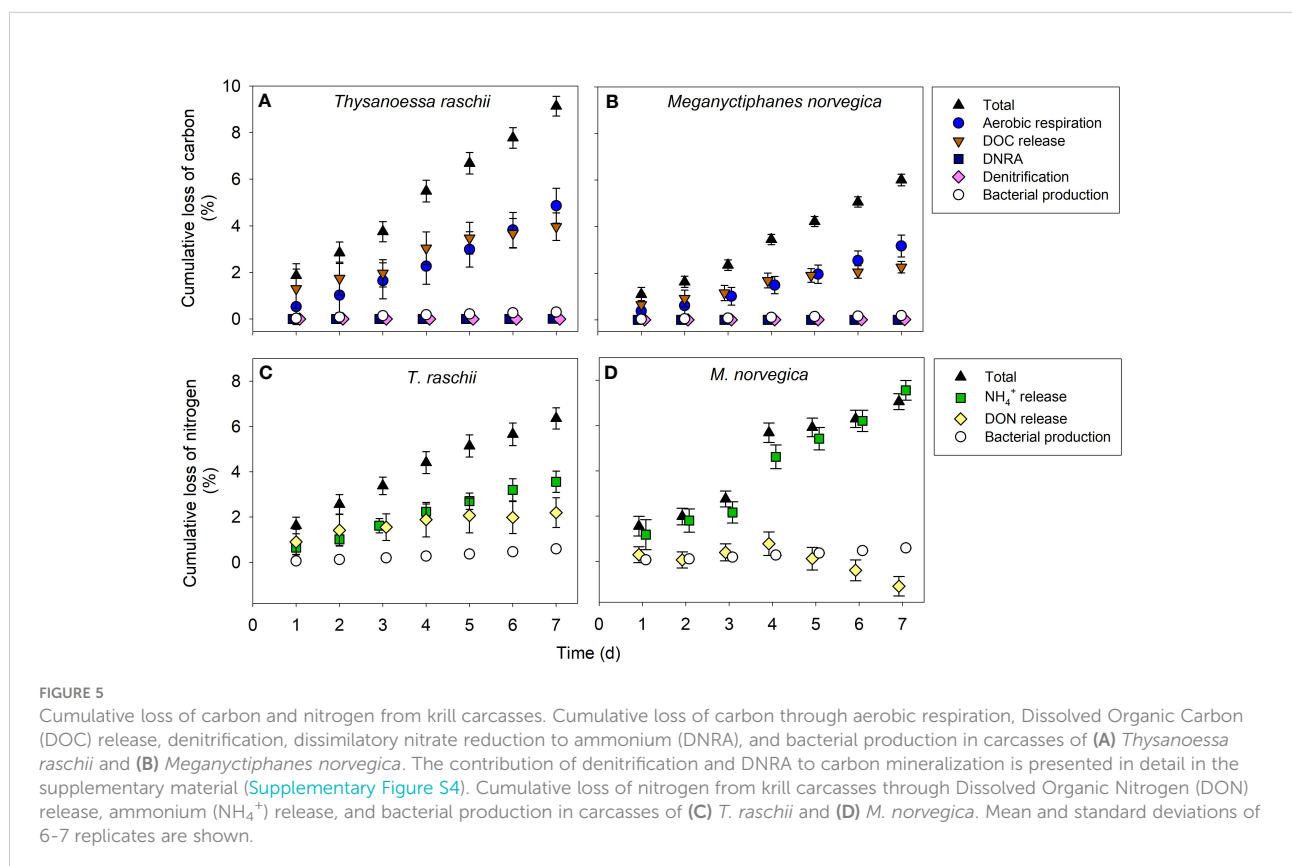 A
Thysanoessa raschii
B
Meganyctiphanes norvegica
Total
Aerobic respiration
DOC release
DNRA
Denitrification
Bacterial production
Cumulative loss of carbon
(%)
10
8
6
4
2
0
C
T. raschii
D
M. norvegica
Total
NH₄⁺ release
DON release
Bacterial production
Cumulative loss of nitrogen
(%)
8
6
4
2
0
0 1 2 3 4 5 6 7 0 1 2 3 4 5 6 7
Time (d)
FIGURE 5
Cumulative loss of carbon and nitrogen from krill carcasses. Cumulative loss of carbon through aerobic respiration, Dissolved Organic Carbon
(DOC) release, denitrification, dissimilatory nitrate reduction to ammonium (DNRA), and bacterial production in carcasses of (A) Thysanoessa
raschii and (B) Meganyctiphanes norvegica. The contribution of denitrification and DNRA to carbon mineralization is presented in detail in the
supplementary material (Supplementary Figure S4). Cumulative loss of nitrogen from krill carcasses through Dissolved Organic Nitrogen (DON)
release, ammonium (NH₄⁺) release, and bacterial production in carcasses of (C) T. raschii and (D) M. norvegica. Mean and standard deviations of
6-7 replicates are shown.